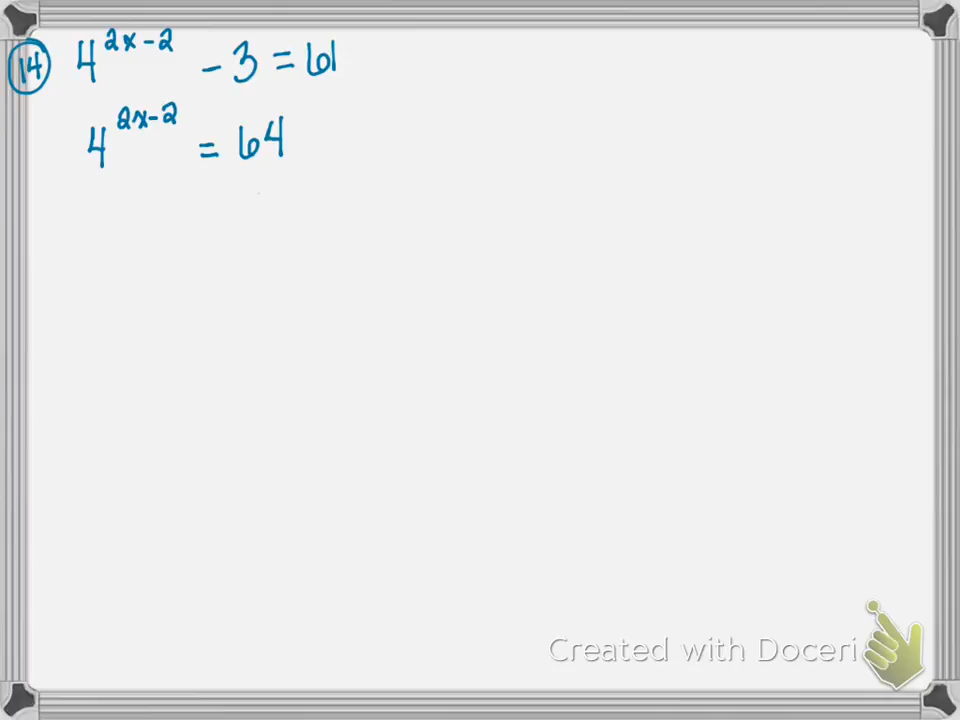 14 4^{2x-2} - 3 = 61
4^{2x-2} = 64
Created with Doceri